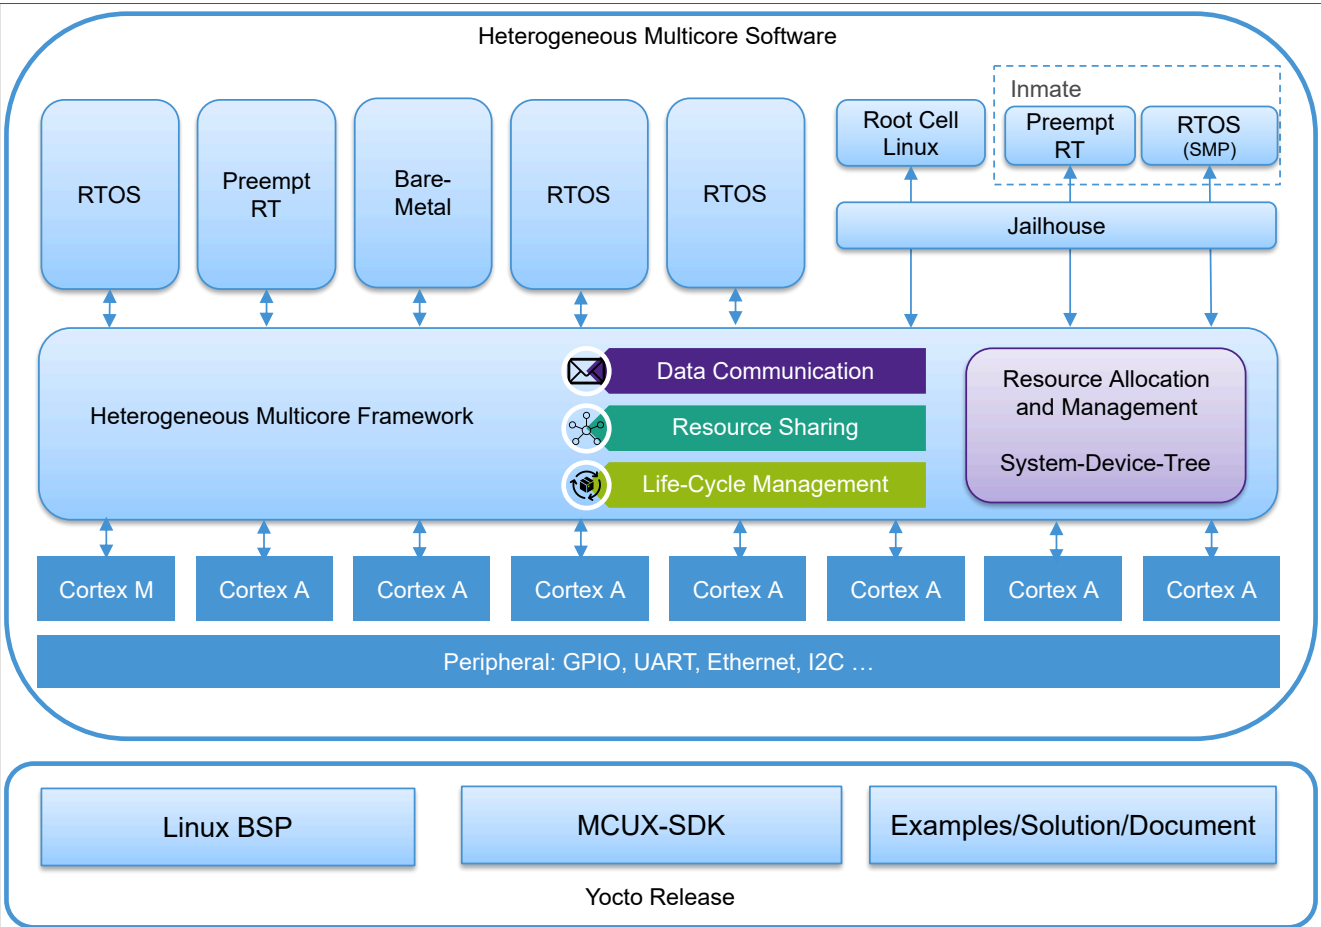 Heterogeneous Multicore Software
Inmate
RTOS
Preempt
RT
Bare-
Metal
RTOS
RTOS
Root Cell
Linux
Preempt
RT
RTOS
(SMP)
Jailhouse
Heterogeneous Multicore Framework
Data Communication
Resource Sharing
Life-Cycle Management
Resource Allocation
and Management
System-Device-Tree
Cortex M
Cortex A
Cortex A
Cortex A
Cortex A
Cortex A
Cortex A
Cortex A
Peripheral: GPIO, UART, Ethernet, I2C …
Linux BSP
MCUX-SDK
Examples/Solution/Document
Yocto Release